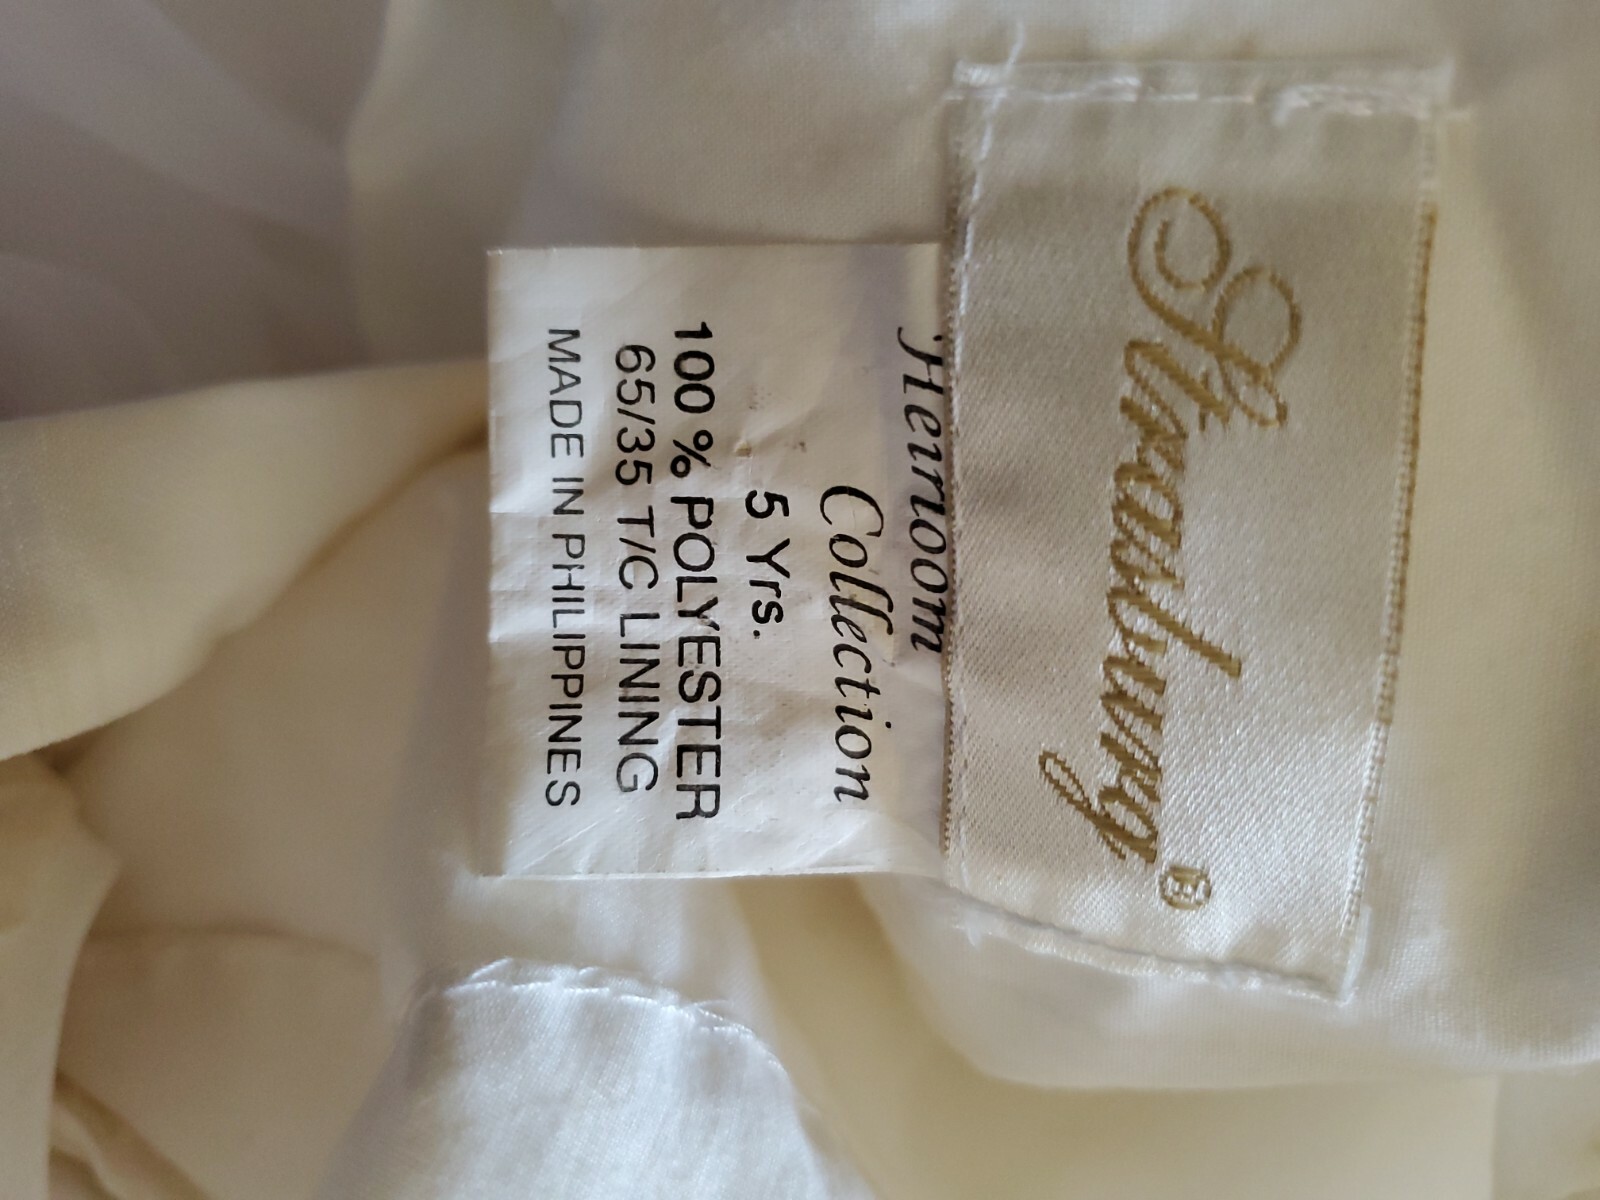 Strasburg®
Heirloom
Collection
5 Yrs.
100 % POLYESTER
65/35 T/C LINING
MADE IN PHILIPPINES